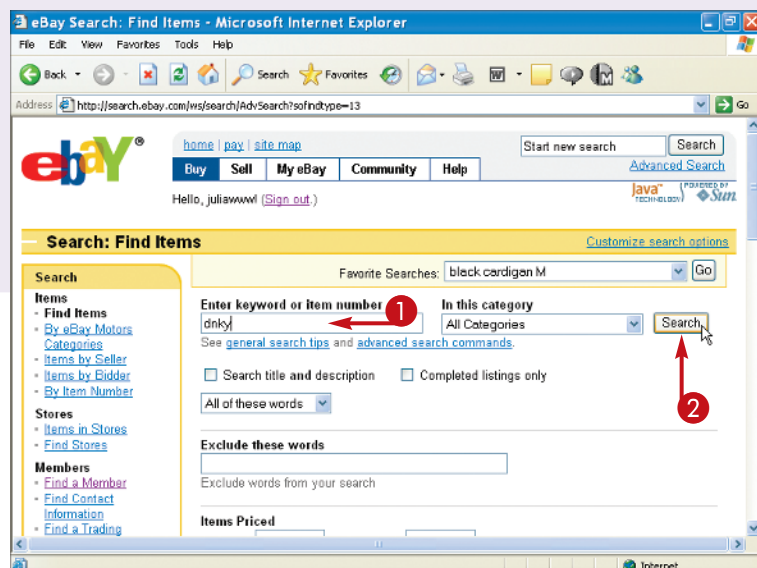 eBay Search: Find Items - Microsoft Internet Explorer
File Edit View Favorites Tools Help
Back Search Favorites
Address http://search.ebay.com/ws/search/AdvSearch?sofindtype=13 Go
ebaY®
home | pay | site map
Start new search Search
Buy Sell My eBay Community Help
Advanced Search
Hello, juliawwwl (Sign out.)
Java™ TECHNOLOGY POWERED BY Sun
Search: Find Items
Customize search options
Search
Favorite Searches: black cardigan M Go
Items
Find Items
By eBay Motors
Categories
Items by Seller
Items by Bidder
By Item Number
Stores
Items in Stores
Find Stores
Members
Find a Member
Find Contact
Information
Find a Trading
Enter keyword or item number
1
In this category
dnky
All Categories
Search
See general search tips and advanced search commands.
Search title and description
Completed listings only
2
All of these words
Exclude these words
Exclude words from your search
Items Priced
Internet